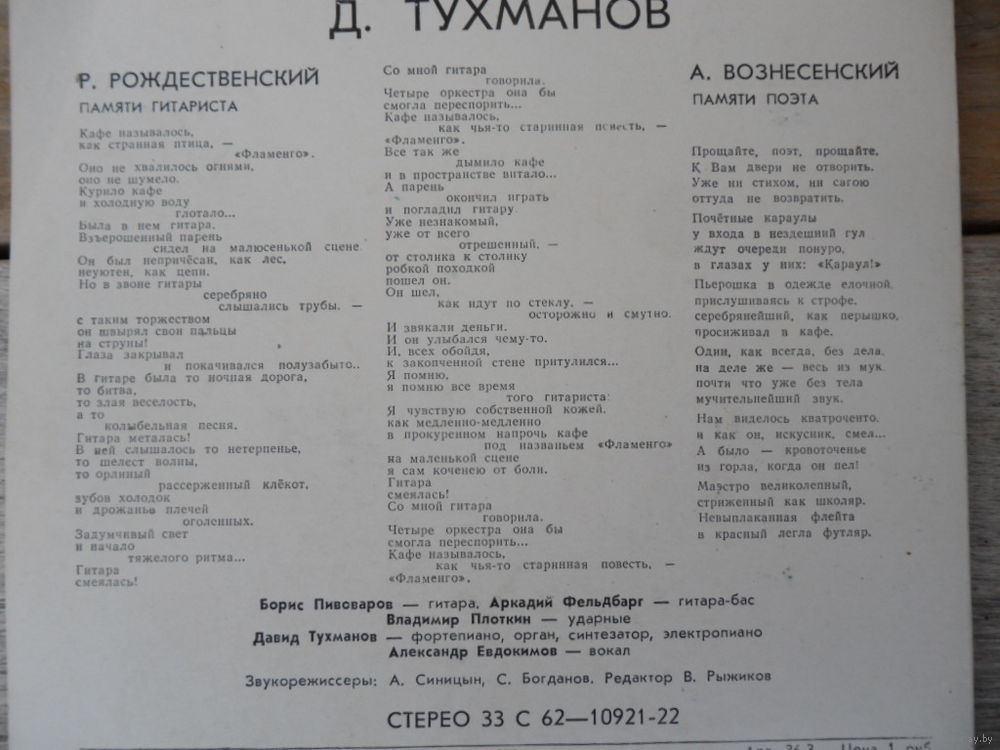 Д. ТУХМАНОВ
Р. РОЖДЕСТВЕНСКИЙ
ПАМЯТИ ГИТАРИСТА
Кафе называлось,
как странная птица, —
«Фламенго».
Оно не хвалилось огнями,
оно не шумело.
Курило кафе
и холодную воду
глотало...
Была в нем гитара.
Взъерошенный парень
сидел на малюсенькой сцене.
Он был непричёсан, как лес,
неуютен, как цепи.
Но в звоне гитары
серебряно
слышались трубы, —
с таким торжеством
он швырял свои пальцы
на струны!
Глаза закрывал
и покачивался полузабыто..
В гитаре была то ночная дорога,
то битва,
то злая веселость,
а то
колыбельная песня.
Гитара металась!
В ней слышалось то нетерпенье,
то шелест волны,
то орлиный
рассерженный клёкот,
зубов холодок
и дрожанье плечей
оголенных.
Задумчивый свет
и начало
тяжелого ритма...
Гитара
смеялась!
Со мной гитара
говорила.
Четыре оркестра она бы
смогла переспорить...
Кафе называлось,
как чья-то старинная повесть, —
«Фламенго».
Все так же
дымило кафе
и в пространстве витало...
А парень
окончил играть
и погладил гитару.
Уже незнакомый,
уже от всего
отрешенный, —
от столика к столику
робкой походкой
пошел он.
Он шел,
как идут по стеклу, —
осторожно и смутно.
И звякали деньги.
И он улыбался чему-то.
И, всех обойдя,
к закопченной стене притулился...
Я помню,
я помню все время
того гитариста!
Я чувствую собственной кожей,
как медленно-медленно
в прокуренном напрочь кафе
под названьем «Фламенго»
на маленькой сцене
я сам коченею от боли.
Гитара
смеялась!
Со мной гитара
говорила.
Четыре оркестра она бы
смогла переспорить...
Кафе называлось,
как чья-то старинная повесть, —
«Фламенго».
А. ВОЗНЕСЕНСКИЙ
ПАМЯТИ ПОЭТА
Прощайте, поэт, прощайте,
К Вам двери не отворить.
Уже ни стихом, ни сагою
оттуда не возвратить.
Почётные караулы
у входа в нездешний гул
ждут очереди понуро,
в глазах у них: «Караул!»
Пьерошка в одежде елочной,
прислушиваясь к строфе,
серебрянейший, как перышко,
просиживал в кафе.
Один, как всегда, без дела,
на деле же — весь из мук,
почти что уже без тела
мучительнейший звук.
Нам виделось кватроченто,
и как он, искусник, смел...
А было — кровоточенье
из горла, когда он пел!
Маэстро великолепный,
стриженный как школяр.
Невыплаканная флейта
в красный легла футляр.
Борис Пивоваров — гитара, Аркадий Фельдбарг — гитара-бас
Владимир Плоткин — ударные
Давид Тухманов — фортепиано, орган, синтезатор, электропиано
Александр Евдокимов — вокал
Звукорежиссеры: А. Синицын, С. Богданов. Редактор В. Рыжиков
СТЕРЕО 33 С 62—10921-22
Цена 1 руб.
ay.by